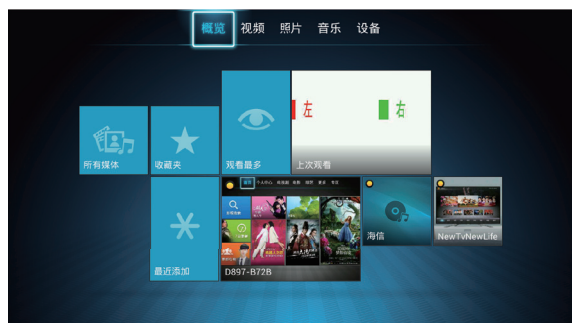 概览 视频 照片 音乐 设备
左 右
所有媒体 收藏夹 观看最多 上次观看
最近添加 D897-B72B 海信 NewTvNewLife